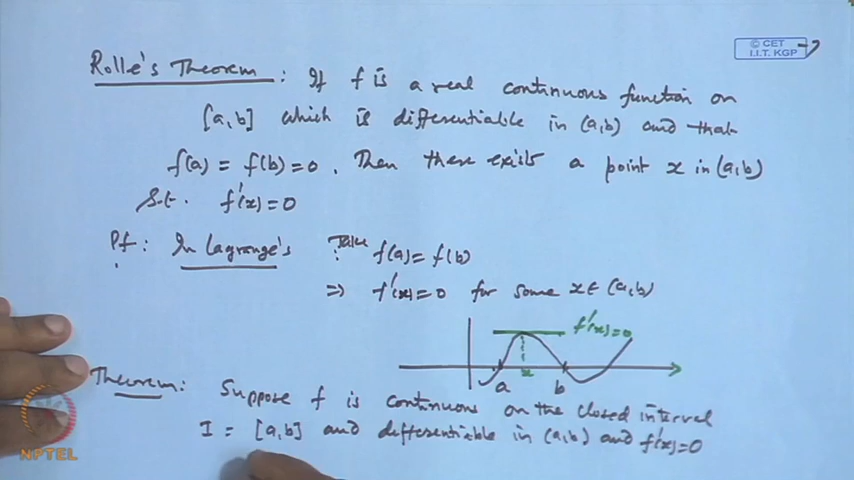 © CET
I.I.T. KGP
Rolle's Theorem : If f is a real continuous function on
[a,b] which is differentiable in (a,b) and that
f(a) = f(b) = 0 . Then there exists a point x in (a,b)
S.t. f'(x) = 0
Pf : In Lagrange's Take f(a) = f(b)
⇒ f'(x) = 0 for some x ∈ (a,b)
f'(x) = 0
a x b
Theorem : Suppose f is continuous on the closed interval
I = [a,b] and differentiable in (a,b) and f'(x) = 0
NPTEL